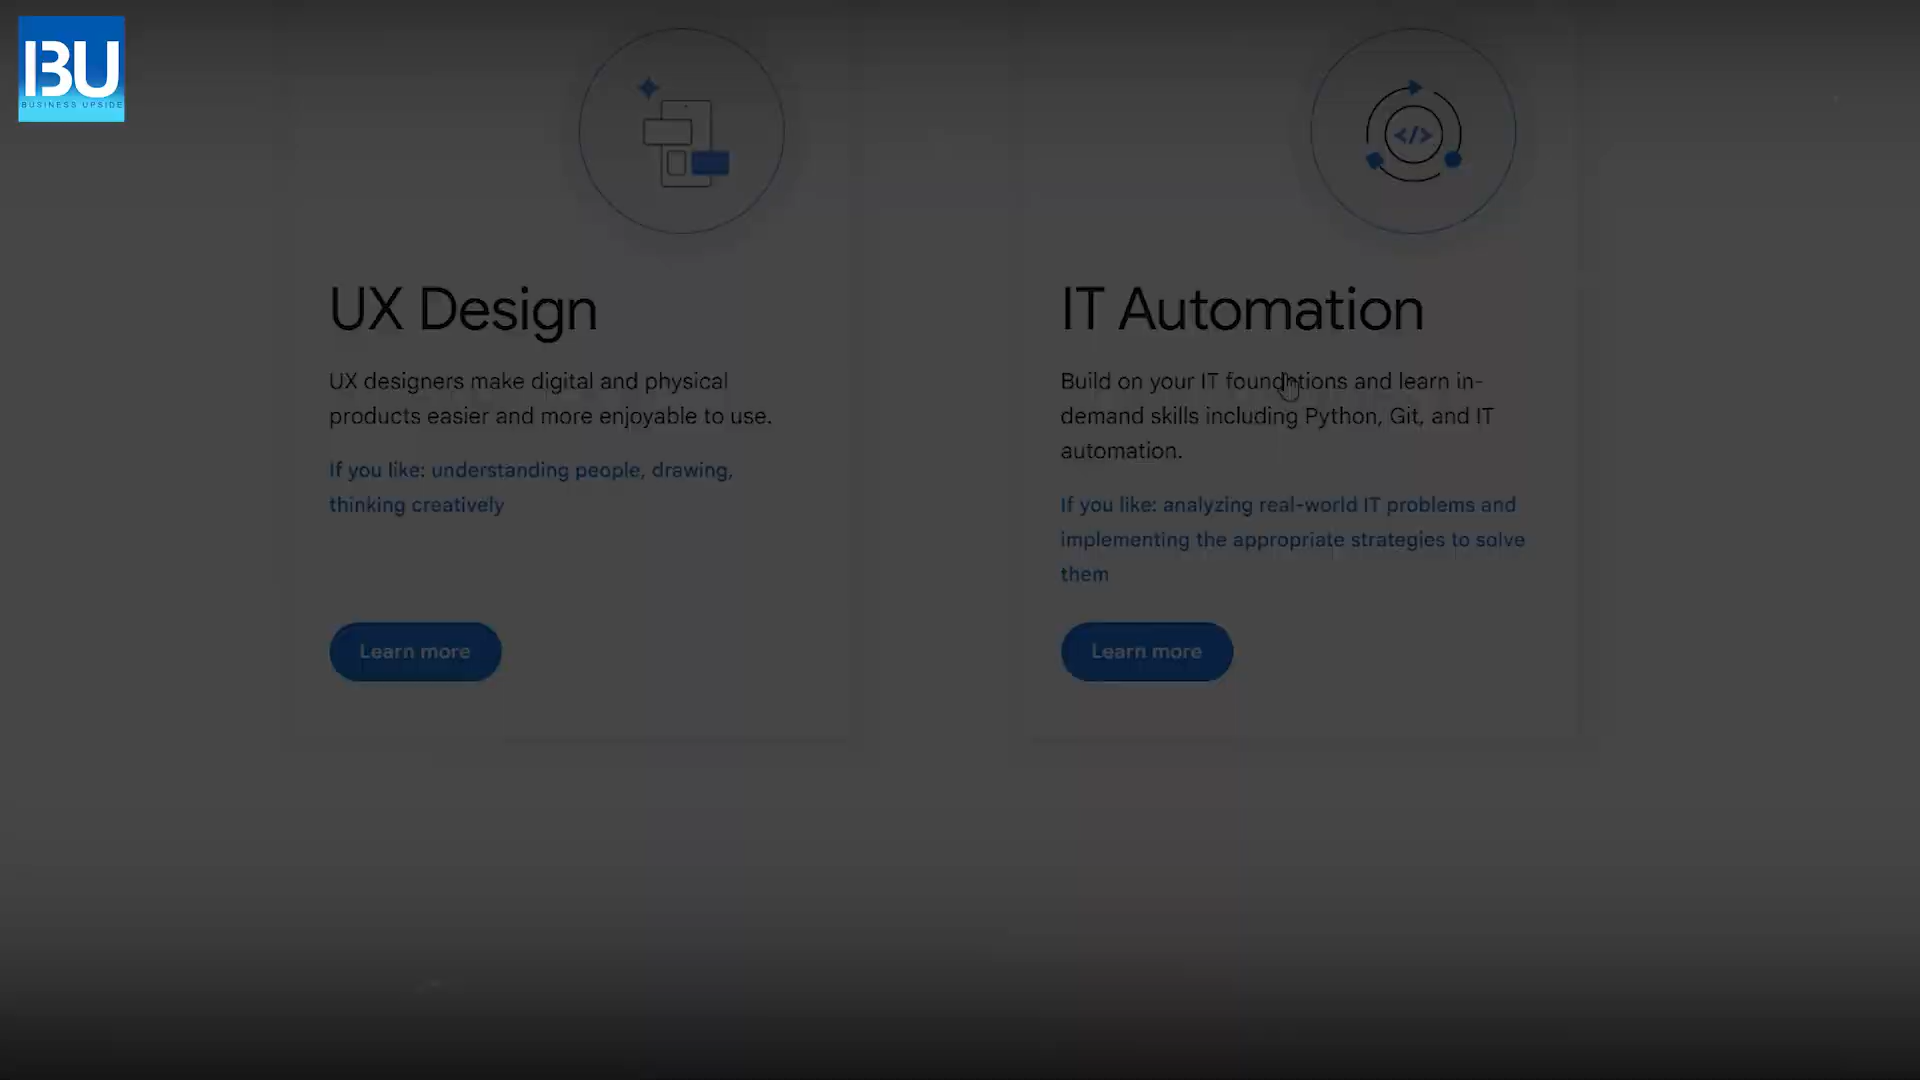 BU
BUSINESS UPSIDE
</>
UX Design
UX designers make digital and physical
products easier and more enjoyable to use.
If you like: understanding people, drawing,
thinking creatively
Learn more
IT Automation
Build on your IT foundations and learn in-
demand skills including Python, Git, and IT
automation.
If you like: analyzing real-world IT problems and
implementing the appropriate strategies to solve
them
Learn more